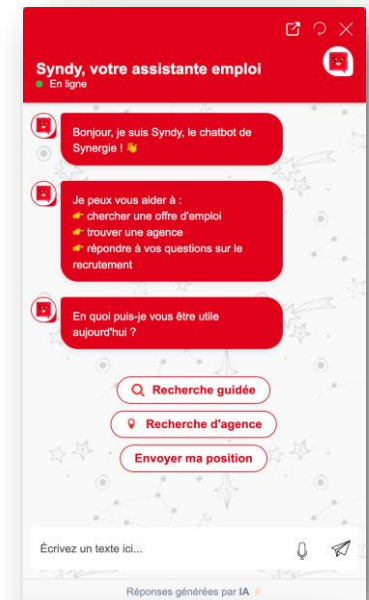 Syndy, votre assistante emploi
En ligne
Bonjour, je suis Syndy, le chatbot de
Synergie ! 👋
Je peux vous aider à :
👉 chercher une offre d'emploi
👉 trouver une agence
👉 répondre à vos questions sur le
recrutement
En quoi puis-je vous être utile
aujourd'hui ?
Recherche guidée
Recherche d'agence
Envoyer ma position
Écrivez un texte ici...
Réponses générées par IA ⚡